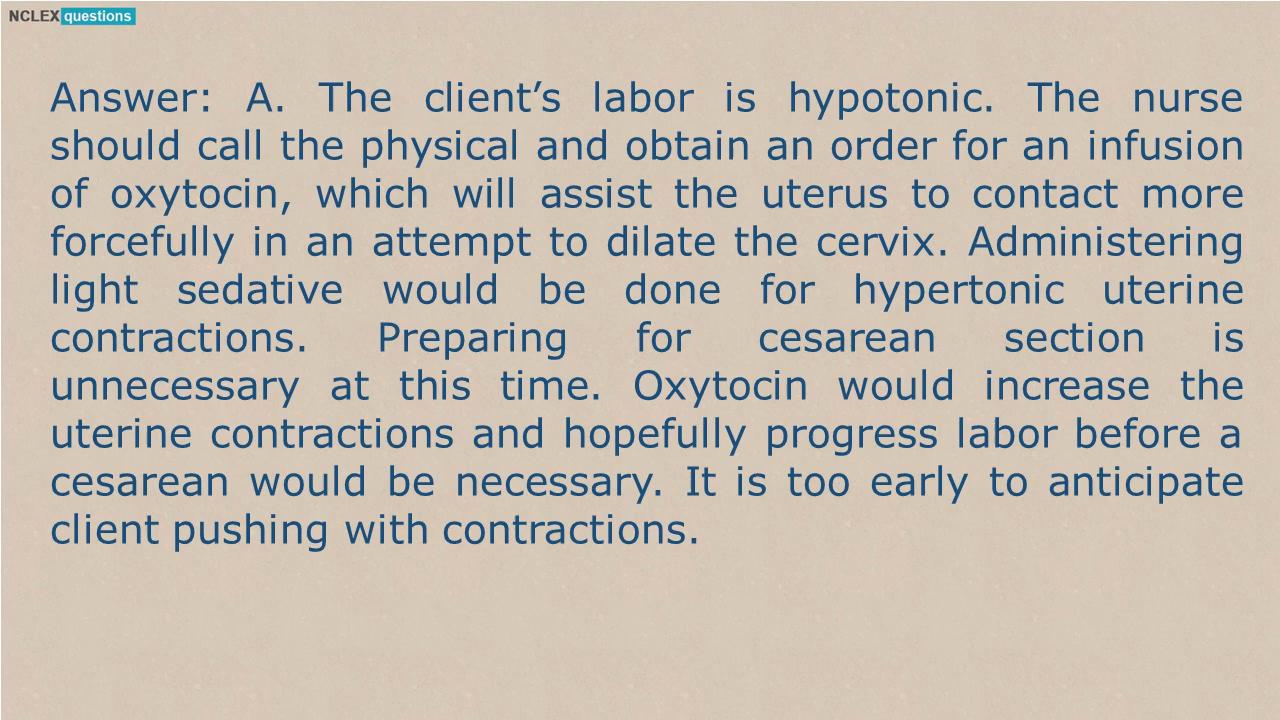 NCLEX questions
Answer: A. The client’s labor is hypotonic. The nurse
should call the physical and obtain an order for an infusion
of oxytocin, which will assist the uterus to contact more
forcefully in an attempt to dilate the cervix. Administering
light sedative would be done for hypertonic uterine
contractions. Preparing for cesarean section is
unnecessary at this time. Oxytocin would increase the
uterine contractions and hopefully progress labor before a
cesarean would be necessary. It is too early to anticipate
client pushing with contractions.